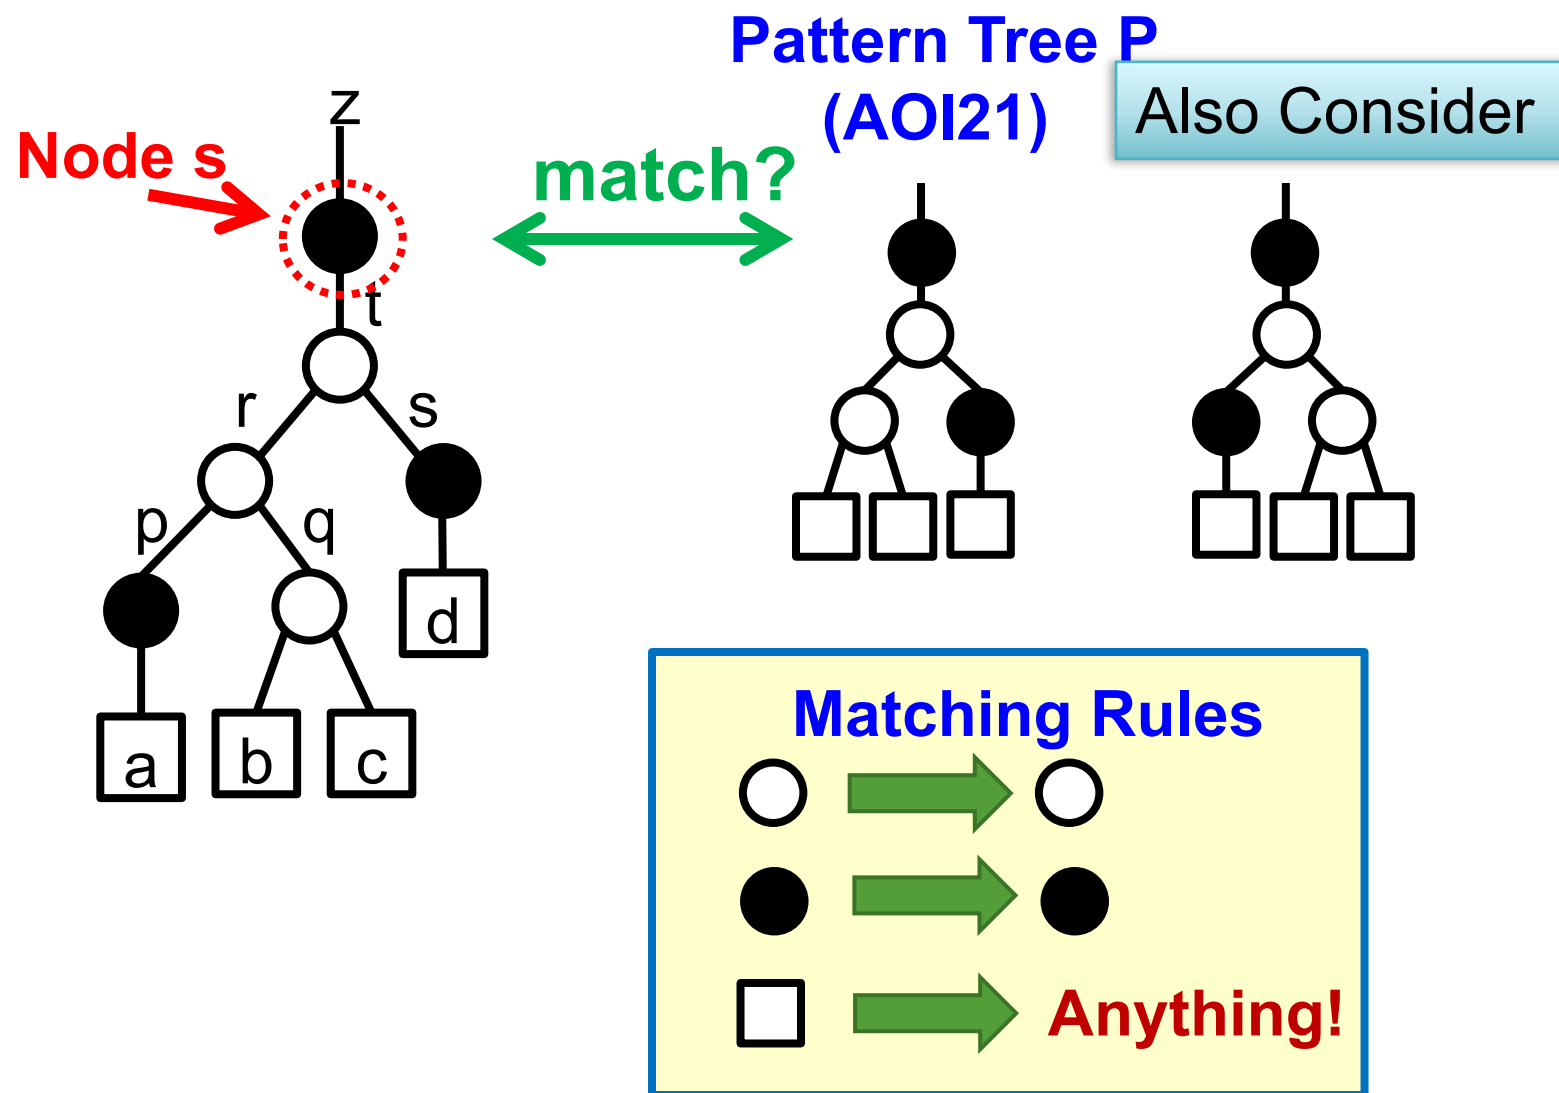 Pattern Tree P
(AOI21)
Also Consider
z
Node s
match?
t
r
s
p
q
d
a
b
c
Matching Rules
Anything!